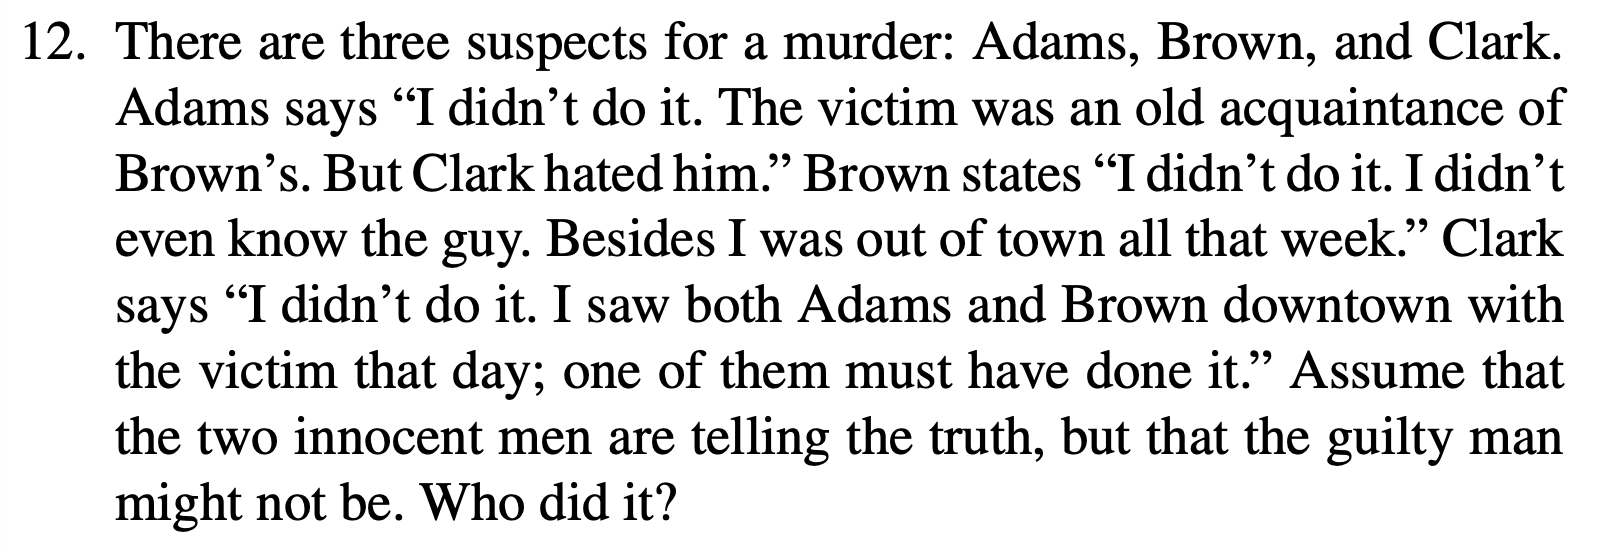 12. There are three suspects for a murder: Adams, Brown, and Clark.
Adams says “I didn’t do it. The victim was an old acquaintance of
Brown’s. But Clark hated him.” Brown states “I didn’t do it. I didn’t
even know the guy. Besides I was out of town all that week.” Clark
says “I didn’t do it. I saw both Adams and Brown downtown with
the victim that day; one of them must have done it.” Assume that
the two innocent men are telling the truth, but that the guilty man
might not be. Who did it?